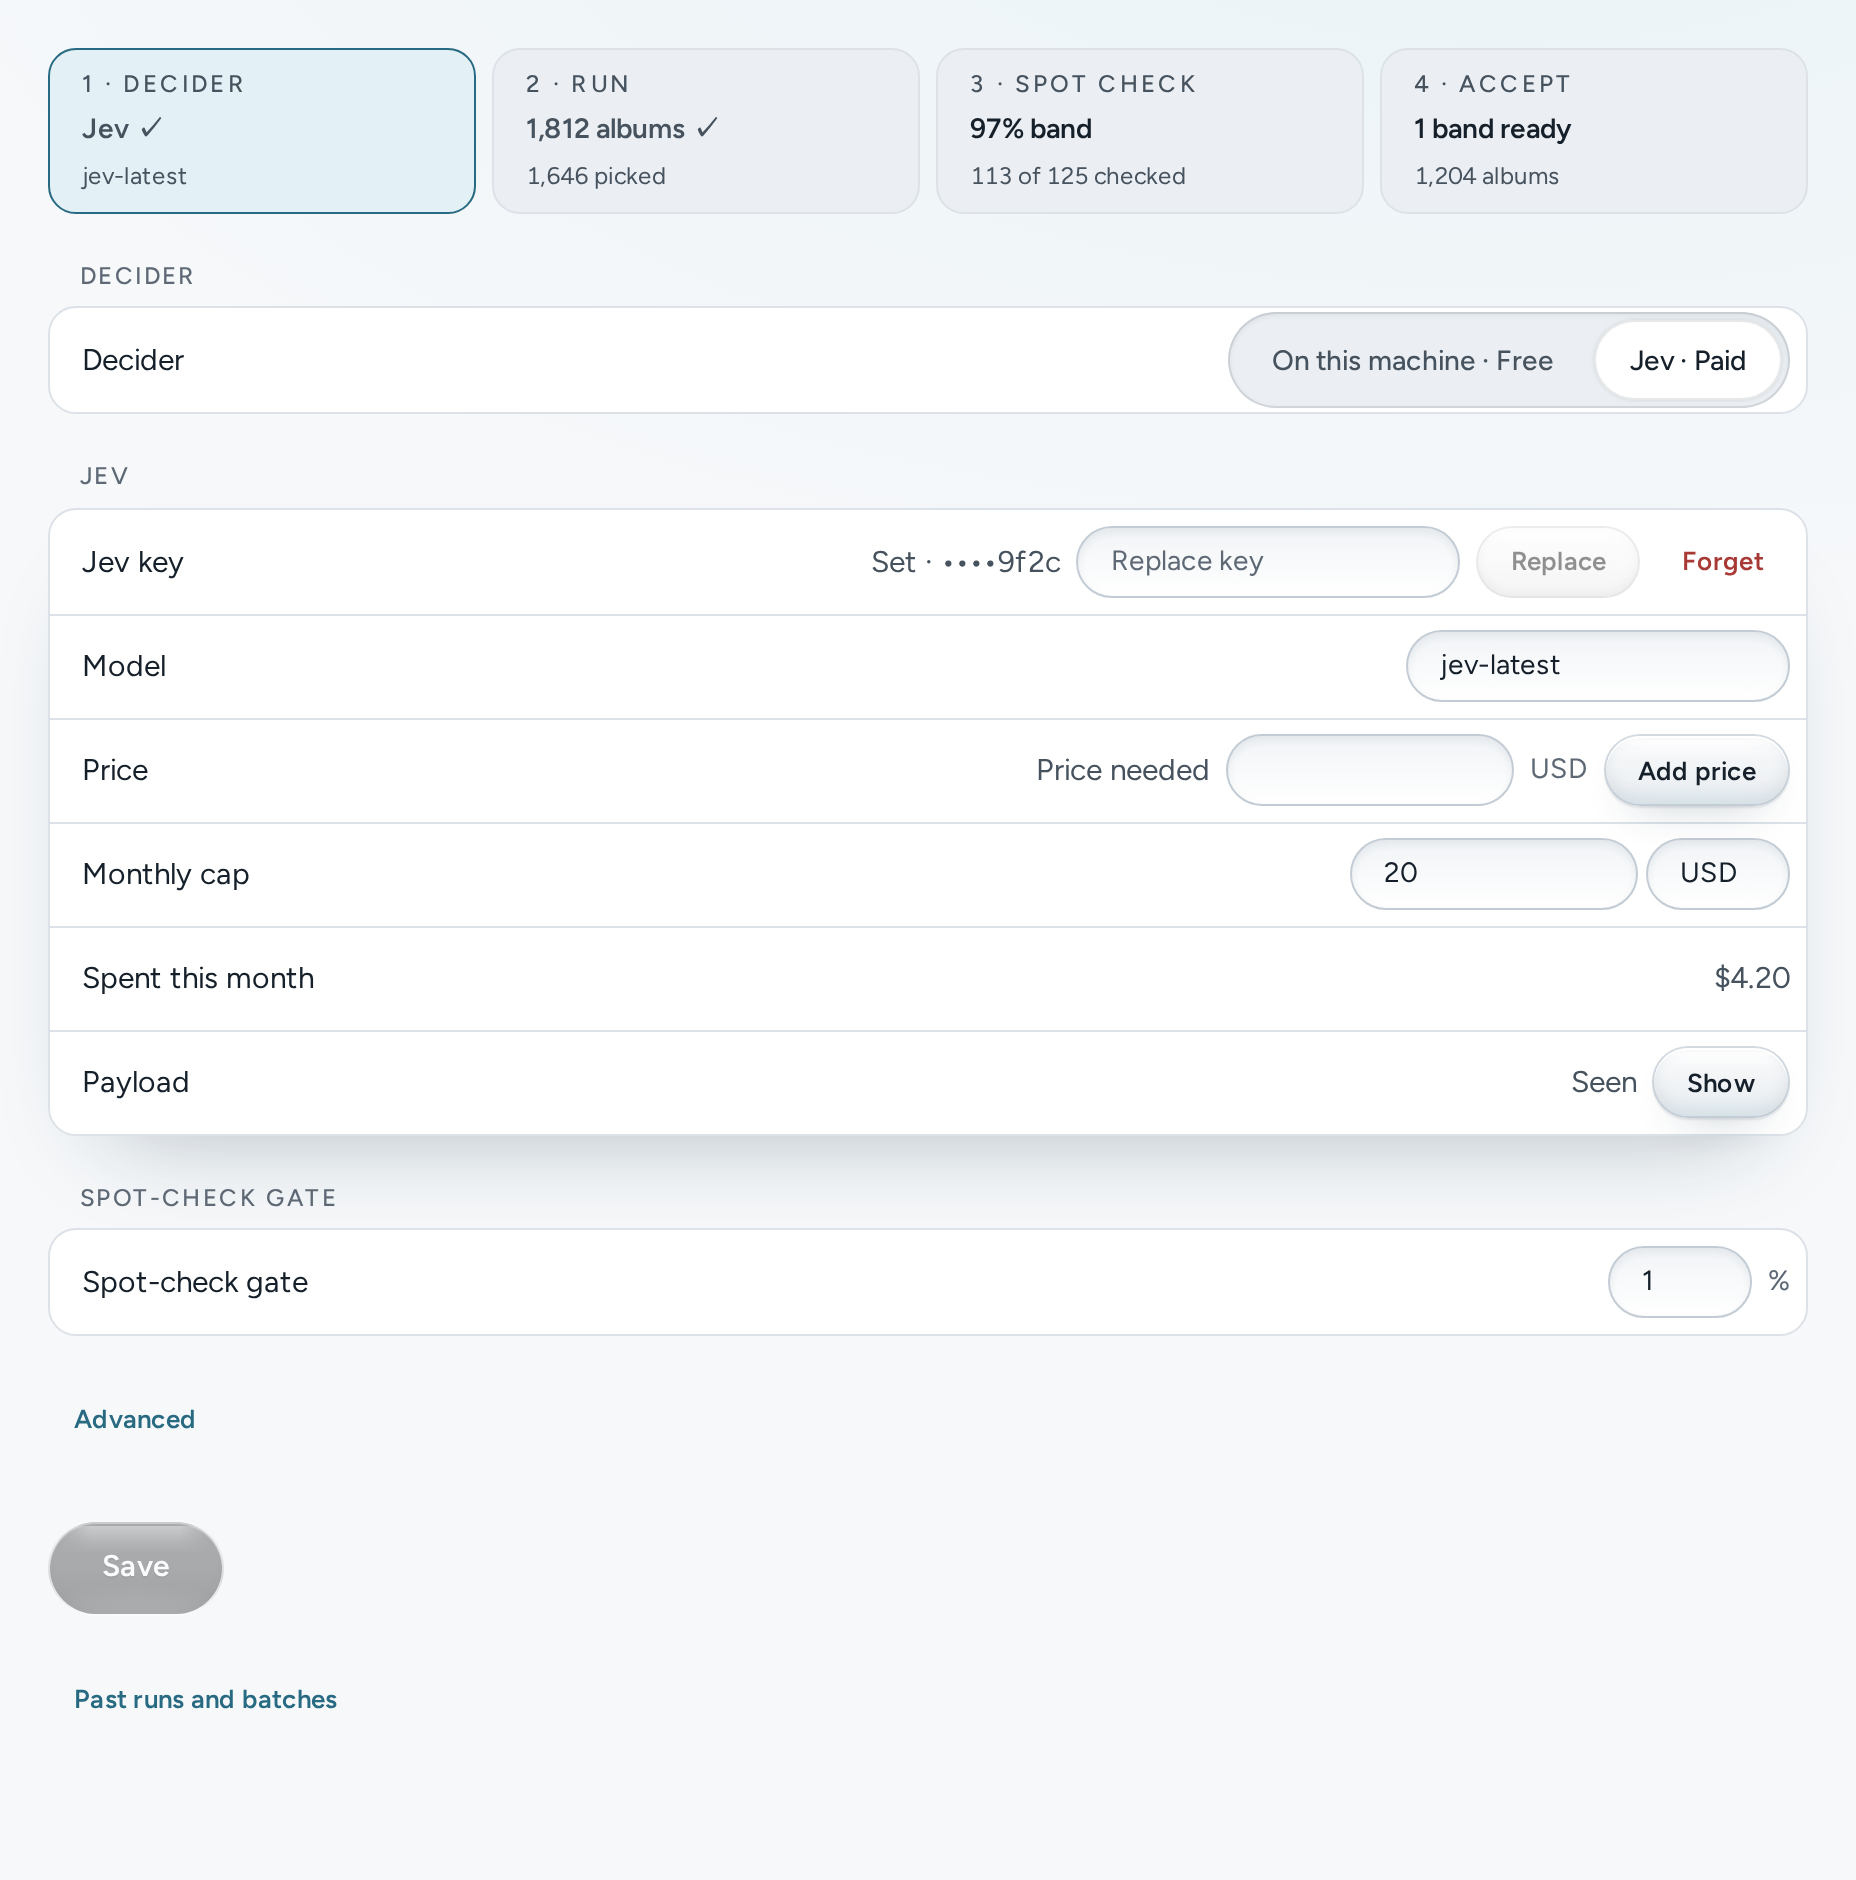 1 · DECIDER
Jev ✓
jev-latest
2 · RUN
1,812 albums ✓
1,646 picked
3 · SPOT CHECK
97% band
113 of 125 checked
4 · ACCEPT
1 band ready
1,204 albums
DECIDER
Decider
On this machine · Free
Jev · Paid
JEV
Jev key
Set · ••••9f2c
Replace key
Replace
Forget
Model
jev-latest
Price
Price needed
USD
Add price
Monthly cap
20
USD
Spent this month
$4.20
Payload
Seen
Show
SPOT-CHECK GATE
Spot-check gate
1
%
Advanced
Save
Past runs and batches